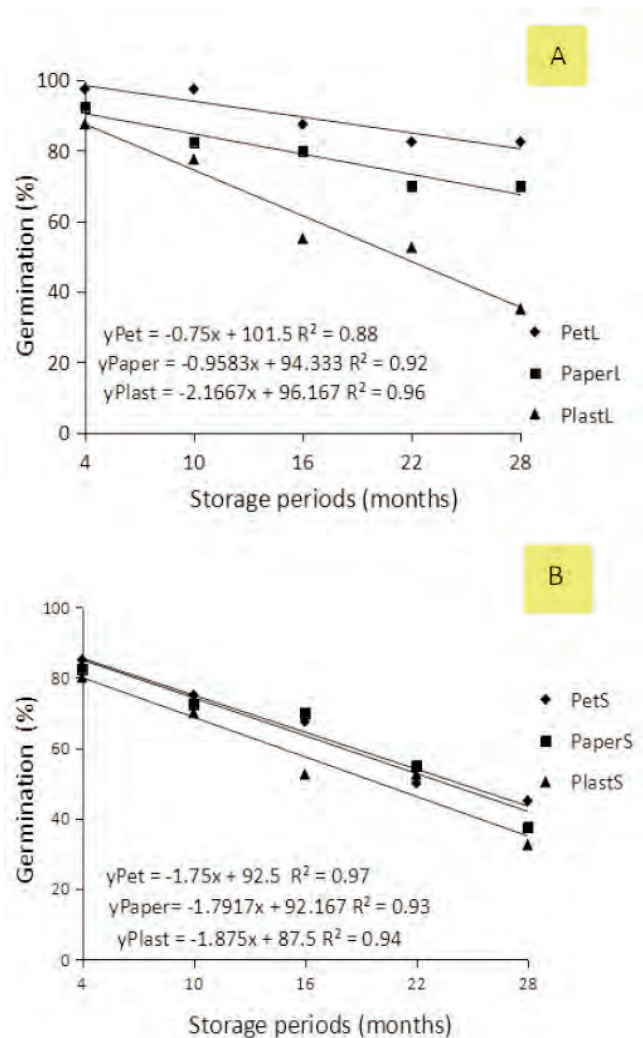 A
100
80
60
40
20
0
Germination (%)
yPet = -0.75x + 101.5 R² = 0.88
yPaper = -0.9583x + 94.333 R² = 0.92
yPlast = -2.1667x + 96.167 R² = 0.96
PetL
PaperL
PlastL
4 10 16 22 28
Storage periods (months)
B
100
80
60
40
20
0
Germination (%)
PetS
PaperS
PlastS
yPet = -1.75x + 92.5 R² = 0.97
yPaper= -1.7917x + 92.167 R² = 0.93
yPlast = -1.875x + 87.5 R² = 0.94
4 10 16 22 28
Storage periods (months)